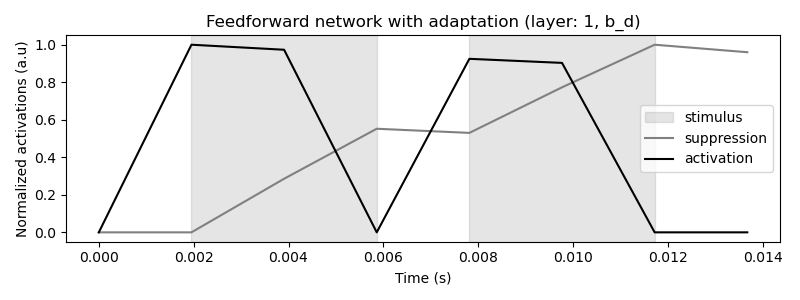 Feedforward network with adaptation (layer: 1, b_d)
Normalized activations (a.u)
1.0
0.8
0.6
0.4
0.2
0.0
stimulus
suppression
activation
0.000 0.002 0.004 0.006 0.008 0.010 0.012 0.014
Time (s)